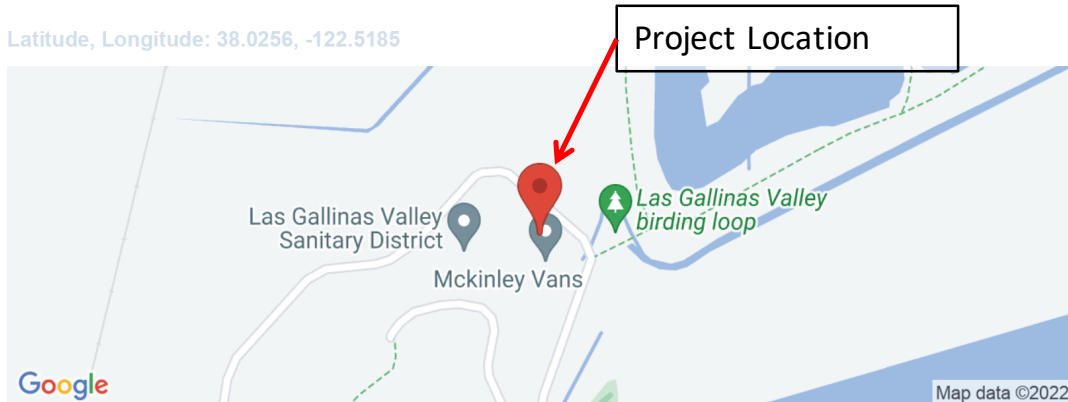 Project Location
Latitude, Longitude: 38.0256, -122.5185
Las Gallinas Valley
Sanitary District
Mckinley Vans
Las Gallinas Valley
birding loop
Google
Map data ©2022